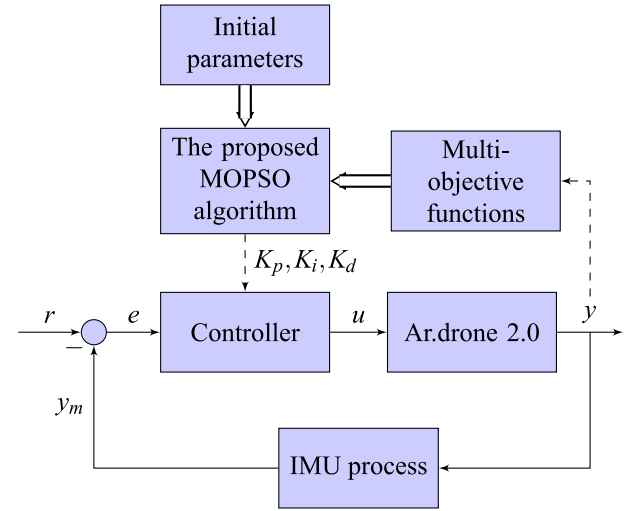 Initial
parameters
The proposed
MOPSO
algorithm
Multi-
objective
functions
K_p, K_i, K_d
r
e
Controller
u
Ar.drone 2.0
y
−
y_m
IMU process